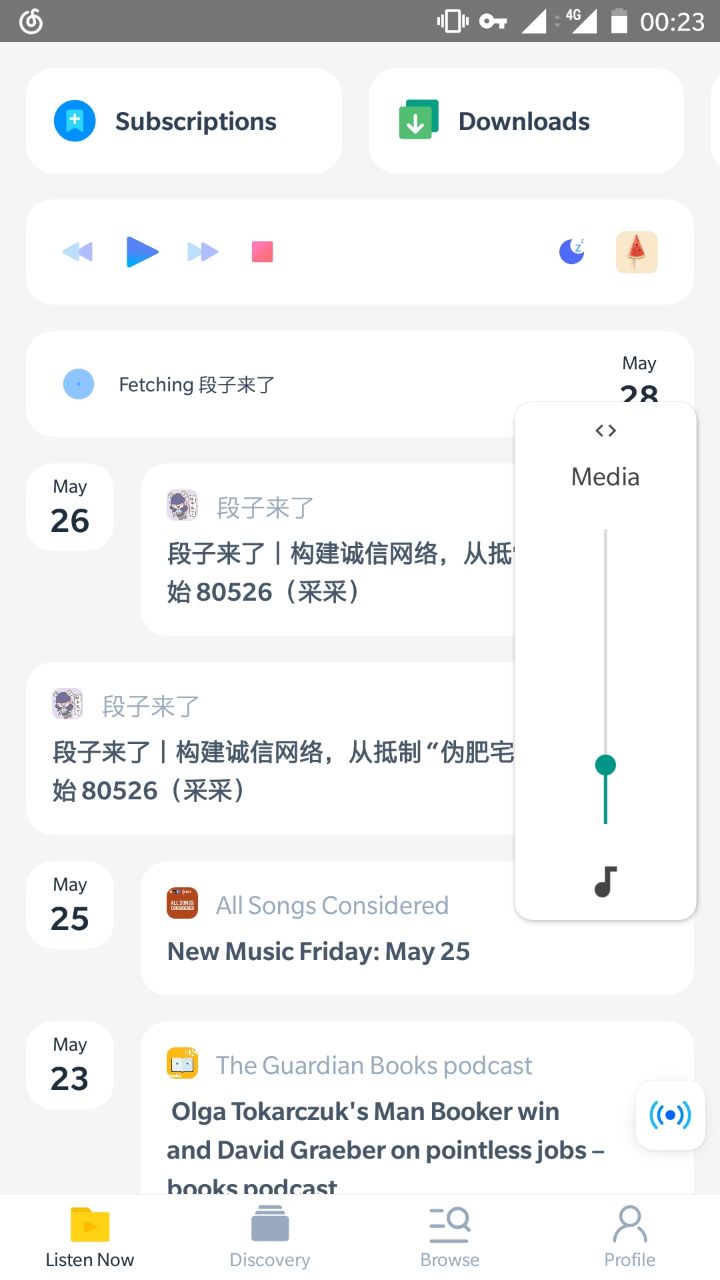 4G 00:23
Subscriptions
Downloads
Fetching 段子来了
May
28
Media
May
26
段子来了
段子来了丨构建诚信网络，从抵
始 80526（采采）
段子来了
段子来了丨构建诚信网络，从抵制“伪肥宅
始 80526（采采）
May
25
All Songs Considered
New Music Friday: May 25
May
23
The Guardian Books podcast
Olga Tokarczuk's Man Booker win
and David Graeber on pointless jobs –
books podcast
Listen Now
Discovery
Browse
Profile